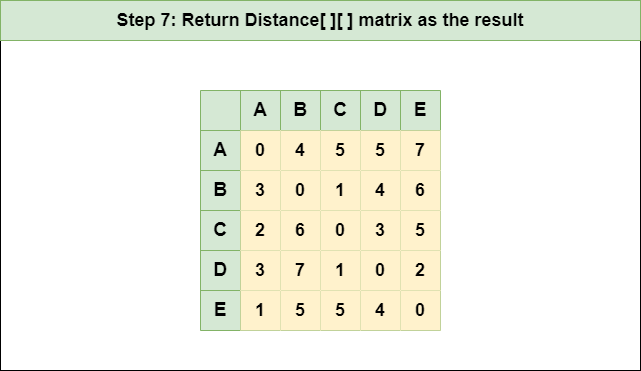 Step 7: Return Distance[ ][ ] matrix as the result
A B C D E
A 0 4 5 5 7
B 3 0 1 4 6
C 2 6 0 3 5
D 3 7 1 0 2
E 1 5 5 4 0